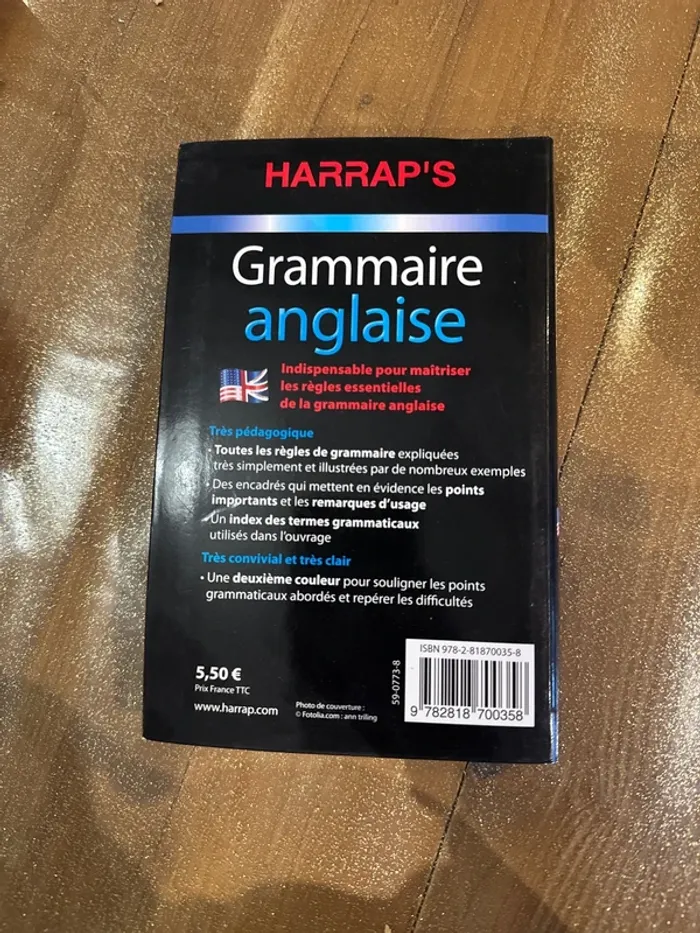 HARRAP'S
Grammaire
anglaise
Indispensable pour maîtriser
les règles essentielles
de la grammaire anglaise
Très pédagogique
• Toutes les règles de grammaire expliquées
très simplement et illustrées par de nombreux exemples
• Des encadrés qui mettent en évidence les points
importants et les remarques d'usage
• Un index des termes grammaticaux
utilisés dans l'ouvrage
Très convivial et très clair
• Une deuxième couleur pour souligner les points
grammaticaux abordés et repérer les difficultés
5,50 €
Prix France TTC
www.harrap.com
Photo de couverture :
© Fotolia.com : ann triling
59-0773-8
ISBN 978-2-81870035-8
9 782818 700358